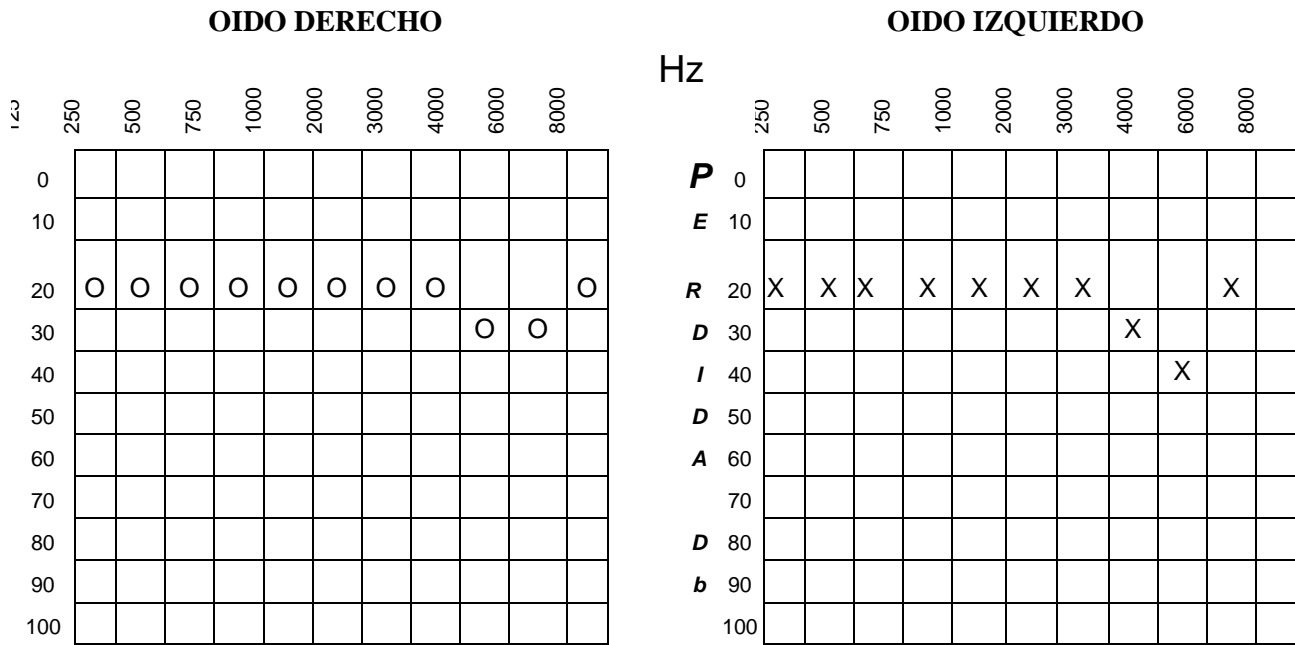 OIDO DERECHO
OIDO IZQUIERDO
Hz
250 500 750 1000 2000 3000 4000 6000 8000
250 500 750 1000 2000 3000 4000 6000 8000
0
10
20 O O O O O O O O O
30 O O
40
50
60
70
80
90
100
P 0
E 10
R 20 X X X X X X X X
D 30 X
I 40 X
D 50
A 60
70
D 80
b 90
100